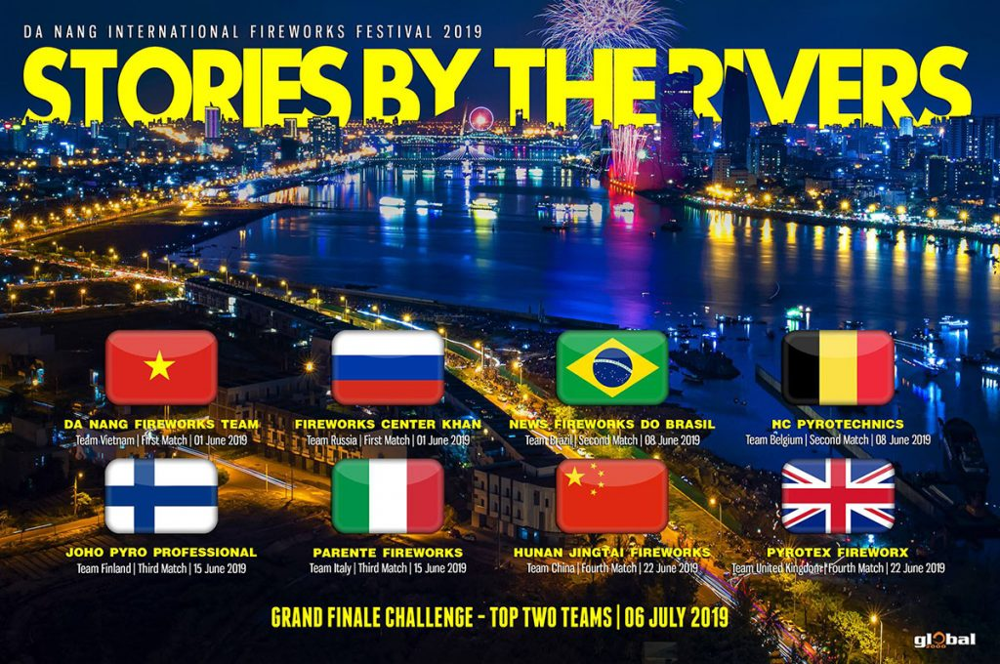 DA NANG INTERNATIONAL FIREWORKS FESTIVAL 2019
STORIES BY THE RIVERS
DA NANG FIREWORKS TEAM
Team Vietnam | First Match | 01 June 2019
FIREWORKS CENTER KHAN
Team Russia | First Match | 01 June 2019
NEWS FIREWORKS DO BRASIL
Team Brazil | Second Match | 08 June 2019
HC PYROTECHNICS
Team Belgium | Second Match | 08 June 2019
JOHO PYRO PROFESSIONAL
Team Finland | Third Match | 15 June 2019
PARENTE FIREWORKS
Team Italy | Third Match | 15 June 2019
HUNAN JINGTAI FIREWORKS
Team China | Fourth Match | 22 June 2019
PYROTEX FIREWORX
Team United Kingdom | Fourth Match | 22 June 2019
GRAND FINALE CHALLENGE - TOP TWO TEAMS | 06 JULY 2019
global
2000